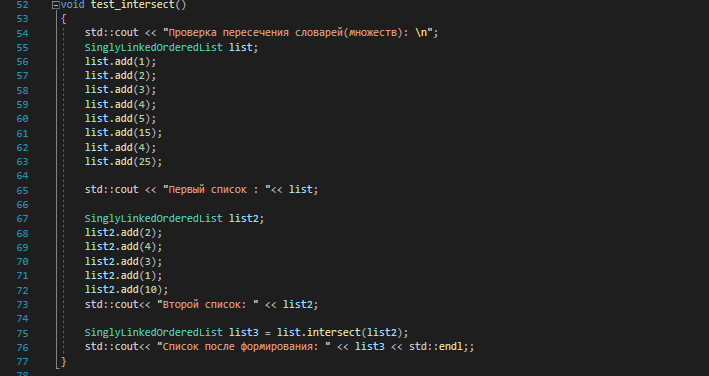 52 void test_intersect()
53 {
54 std::cout << "Проверка пересечения словарей(множеств): \n";
55 SinglyLinkedOrderedList list;
56 list.add(1);
57 list.add(2);
58 list.add(3);
59 list.add(4);
60 list.add(5);
61 list.add(15);
62 list.add(4);
63 list.add(25);
64
65 std::cout << "Первый список : "<< list;
66
67 SinglyLinkedOrderedList list2;
68 list2.add(2);
69 list2.add(4);
70 list2.add(3);
71 list2.add(1);
72 list2.add(10);
73 std::cout<< "Второй список: " << list2;
74
75 SinglyLinkedOrderedList list3 = list.intersect(list2);
76 std::cout<< "Список после формирования: " << list3 << std::endl;;
77 }
78